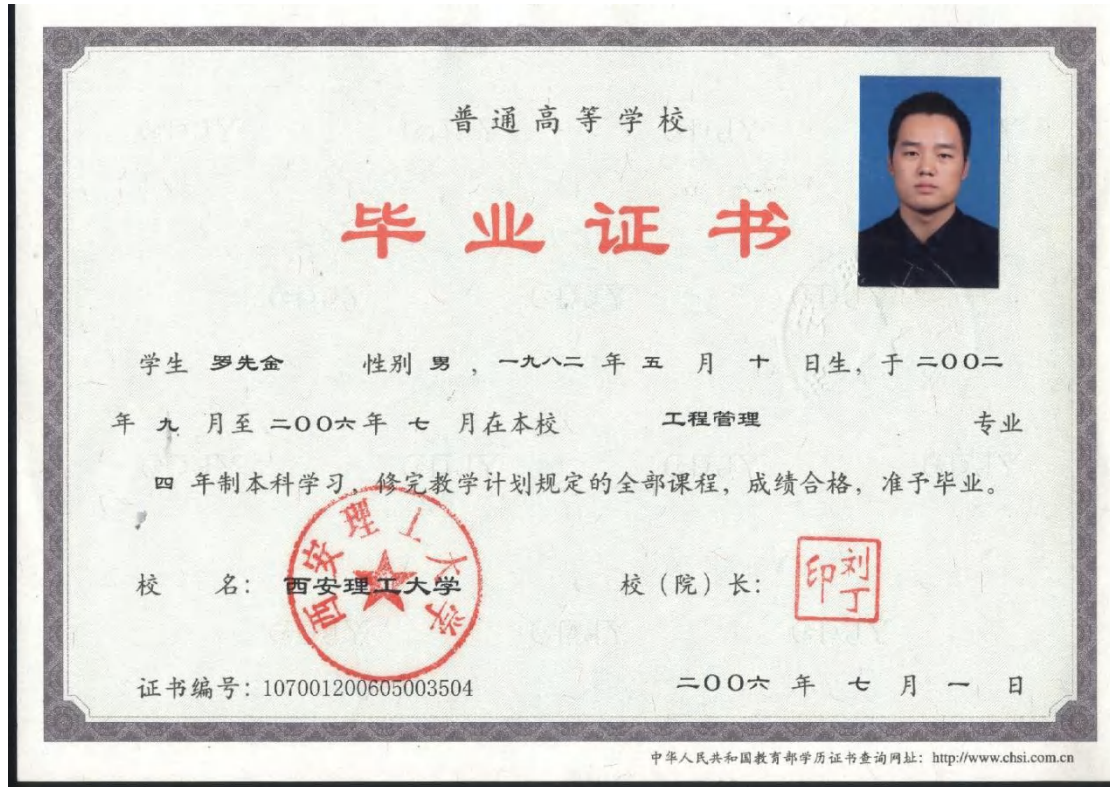 普通高等学校
毕业证书
学生 罗先金 性别 男 , 一九八二 年 五 月 十 日生, 于 二〇〇二
年 九 月至 二〇〇六年 七 月在本校 工程管理 专业
四 年制本科学习, 修完教学计划规定的全部课程, 成绩合格, 准予毕业。
西安理工大学
校 名: 西安理工大学 校(院)长: 刘丁印
证书编号: 107001200605003504 二〇〇六 年 七 月 一 日
中华人民共和国教育部学历证书查询网址: http://www.chsi.com.cn